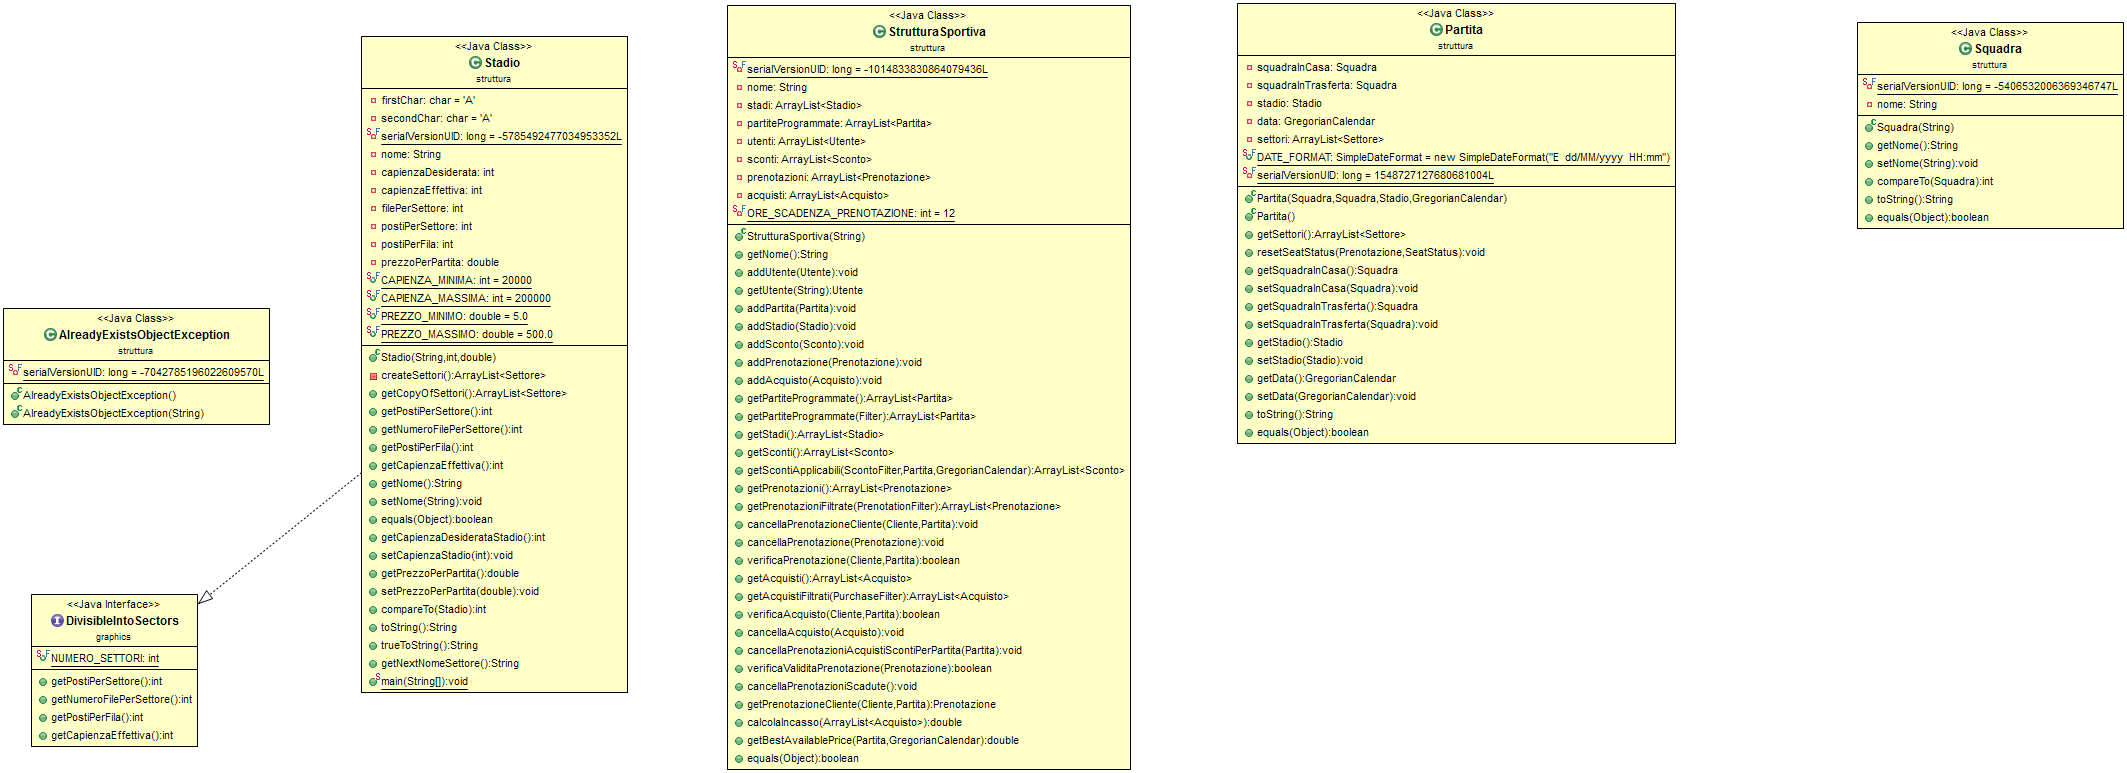 <<Java Class>>
AlreadyExistsObjectException
struttura
serialVersionUID: long = -7042785196022609570L
AlreadyExistsObjectException()
AlreadyExistsObjectException(String)
<<Java Interface>>
DivisibleIntoSectors
graphics
NUMERO_SETTORI: int
getPostiPerSettore():int
getNumeroFilePerSettore():int
getPostiPerFila():int
getCapienzaEffettiva():int
<<Java Class>>
Stadio
struttura
firstChar: char = 'A'
secondChar: char = 'A'
serialVersionUID: long = -5785492477034953352L
nome: String
capienzaDesiderata: int
capienzaEffettiva: int
filePerSettore: int
postiPerSettore: int
postiPerFila: int
prezzoPerPartita: double
CAPIENZA_MINIMA: int = 20000
CAPIENZA_MASSIMA: int = 200000
PREZZO_MINIMO: double = 5.0
PREZZO_MASSIMO: double = 500.0
Stadio(String,int,double)
createSettori():ArrayList<Settore>
getCopyOfSettori():ArrayList<Settore>
getPostiPerSettore():int
getNumeroFilePerSettore():int
getPostiPerFila():int
getCapienzaEffettiva():int
getNome():String
setNome(String):void
equals(Object):boolean
getCapienzaDesiderataStadio():int
setCapienzaStadio(int):void
getPrezzoPerPartita():double
setPrezzoPerPartita(double):void
compareTo(Stadio):int
toString():String
trueToString():String
getNextNomeSettore():String
main(String[]):void
<<Java Class>>
StrutturaSportiva
struttura
serialVersionUID: long = -1014833830864079436L
nome: String
stadi: ArrayList<Stadio>
partiteProgrammate: ArrayList<Partita>
utenti: ArrayList<Utente>
sconti: ArrayList<Sconto>
prenotazioni: ArrayList<Prenotazione>
acquisti: ArrayList<Acquisto>
ORE_SCADENZA_PRENOTAZIONE: int = 12
StrutturaSportiva(String)
getNome():String
addUtente(Utente):void
getUtente(String):Utente
addPartita(Partita):void
addStadio(Stadio):void
addSconto(Sconto):void
addPrenotazione(Prenotazione):void
addAcquisto(Acquisto):void
getPartiteProgrammate():ArrayList<Partita>
getPartiteProgrammate(Filter):ArrayList<Partita>
getStadi():ArrayList<Stadio>
getSconti():ArrayList<Sconto>
getScontiApplicabili(ScontoFilter,Partita,GregorianCalendar):ArrayList<Sconto>
getPrenotazioni():ArrayList<Prenotazione>
getPrenotazioniFiltrate(PrenotationFilter):ArrayList<Prenotazione>
cancellaPrenotazioneCliente(Cliente,Partita):void
cancellaPrenotazione(Prenotazione):void
verificaPrenotazione(Cliente,Partita):boolean
getAcquisti():ArrayList<Acquisto>
getAcquistiFiltrati(PurchaseFilter):ArrayList<Acquisto>
verificaAcquisto(Cliente,Partita):boolean
cancellaAcquisto(Acquisto):void
cancellaPrenotazioniAcquistiScontiPerPartita(Partita):void
verificaValiditaPrenotazione(Prenotazione):boolean
cancellaPrenotazioniScadute():void
getPrenotazioneCliente(Cliente,Partita):Prenotazione
calcolaIncasso(ArrayList<Acquisto>):double
getBestAvailablePrice(Partita,GregorianCalendar):double
equals(Object):boolean
<<Java Class>>
Partita
struttura
squadraInCasa: Squadra
squadraInTrasferta: Squadra
stadio: Stadio
data: GregorianCalendar
settori: ArrayList<Settore>
DATE_FORMAT: SimpleDateFormat = new SimpleDateFormat("E  dd/MM/yyyy  HH:mm")
serialVersionUID: long = 1548727127680681004L
Partita(Squadra,Squadra,Stadio,GregorianCalendar)
Partita()
getSettori():ArrayList<Settore>
resetSeatStatus(Prenotazione,SeatStatus):void
getSquadraInCasa():Squadra
setSquadraInCasa(Squadra):void
getSquadraInTrasferta():Squadra
setSquadraInTrasferta(Squadra):void
getStadio():Stadio
setStadio(Stadio):void
getData():GregorianCalendar
setData(GregorianCalendar):void
toString():String
equals(Object):boolean
<<Java Class>>
Squadra
struttura
serialVersionUID: long = -5406532006369346747L
nome: String
Squadra(String)
getNome():String
setNome(String):void
compareTo(Squadra):int
toString():String
equals(Object):boolean